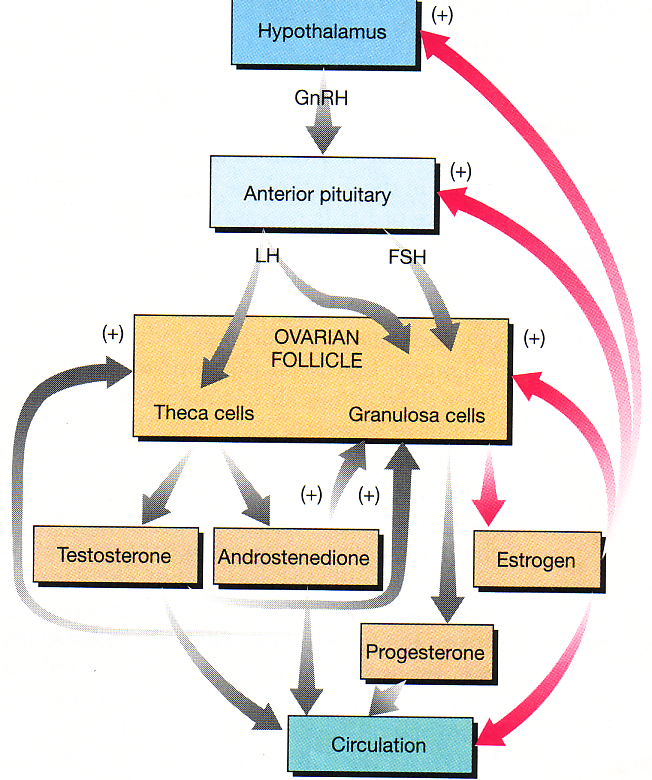 Hypothalamus
(+)
GnRH
Anterior pituitary
(+)
LH
FSH
(+)
OVARIAN
FOLLICLE
(+)
Theca cells
Granulosa cells
(+)
(+)
Testosterone
Androstenedione
Estrogen
Progesterone
Circulation